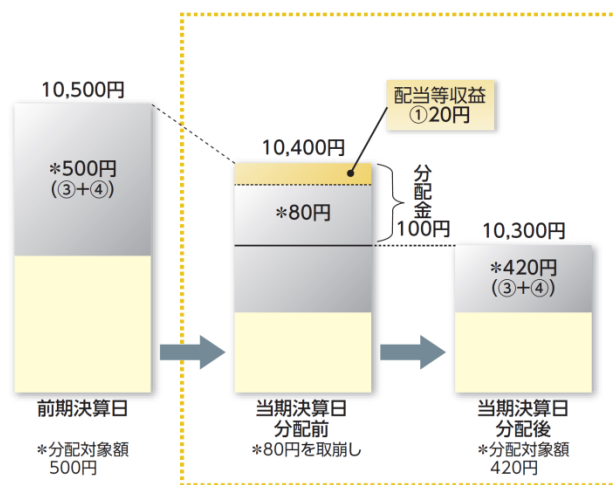 10,500円
*500円
(③+④)
前期決算日
*分配対象額
500円
配当等収益
①20円
10,400円
*80円
分配金
100円
当期決算日
分配前
*80円を取崩し
10,300円
*420円
(③+④)
当期決算日
分配後
*分配対象額
420円